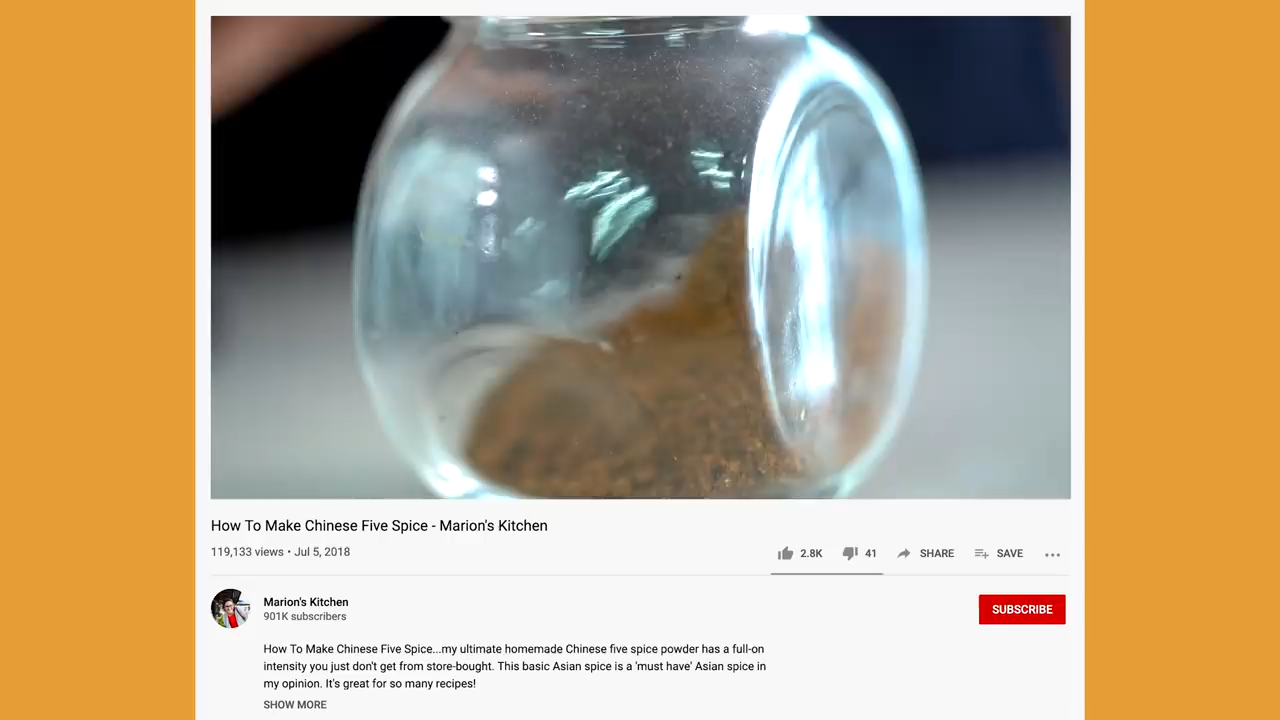 How To Make Chinese Five Spice - Marion's Kitchen
119,133 views • Jul 5, 2018
2.8K
41
SHARE
SAVE
Marion's Kitchen
901K subscribers
SUBSCRIBE
How To Make Chinese Five Spice...my ultimate homemade Chinese five spice powder has a full-on
intensity you just don't get from store-bought. This basic Asian spice is a 'must have' Asian spice in
my opinion. It's great for so many recipes!
SHOW MORE